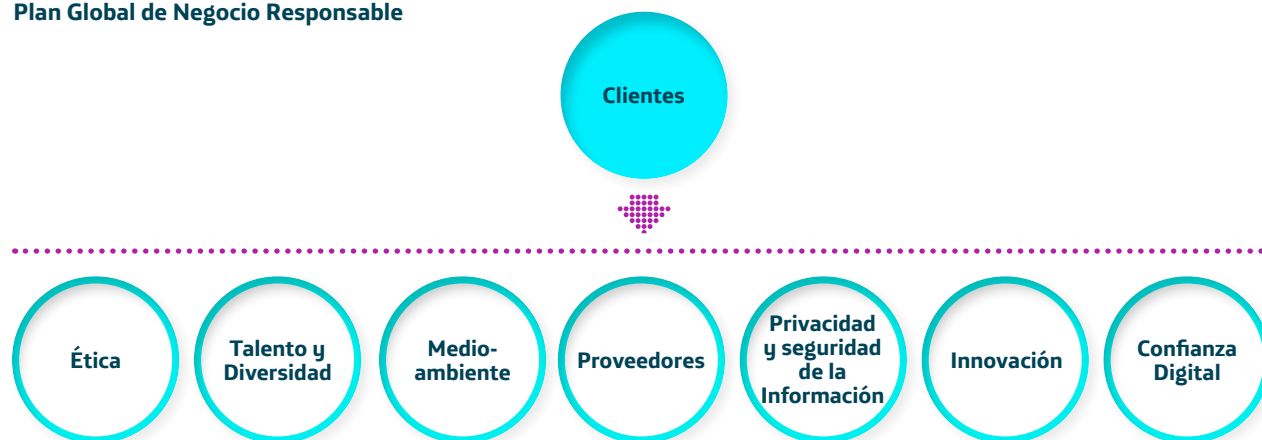 Plan Global de Negocio Responsable
Clientes
Ética
Talento y
Diversidad
Medio-
ambiente
Proveedores
Privacidad
y seguridad
de la
Información
Innovación
Confianza
Digital